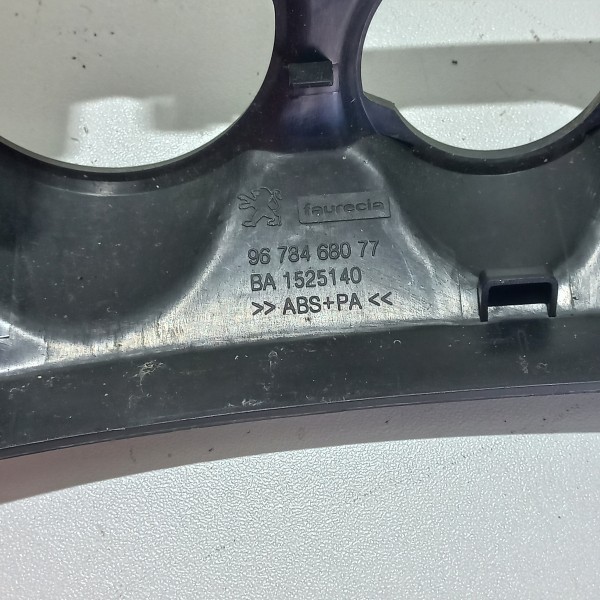 faurecia
96 784 680 77
BA 1525140
>> ABS+PA <<